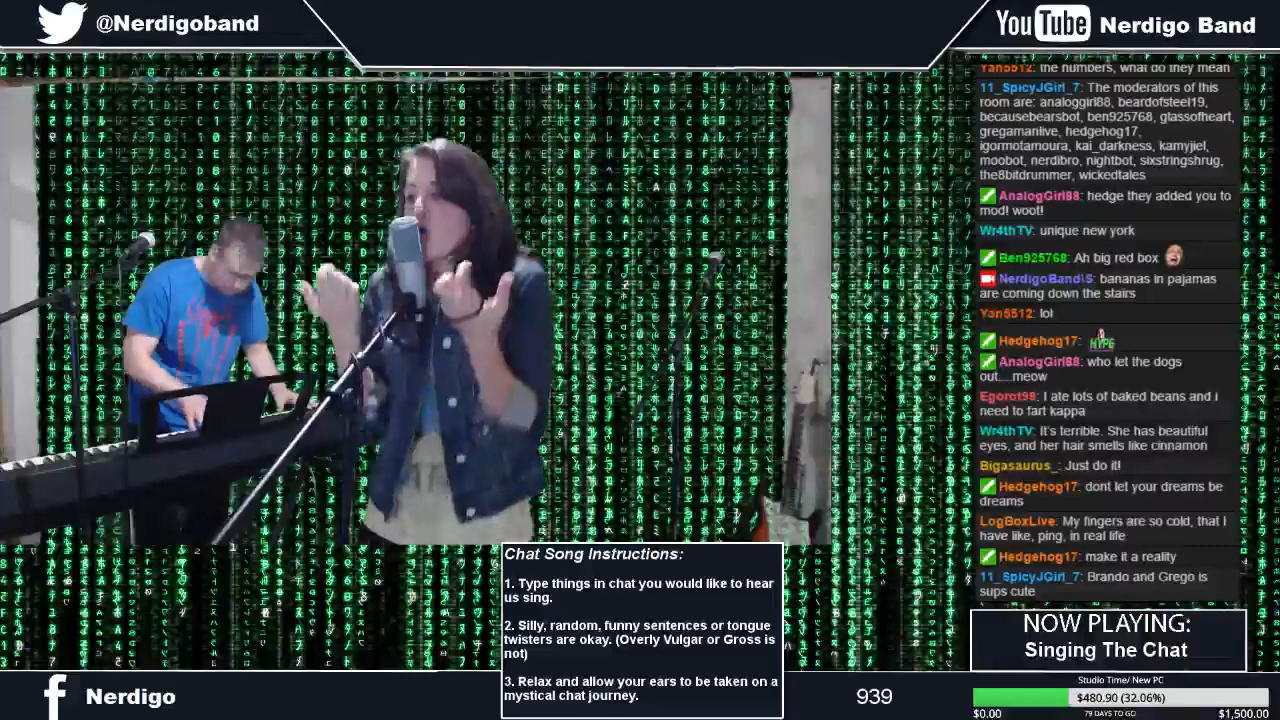 @Nerdigoband
YouTube Nerdigo Band
Yan5512: the numbers, what do they mean
11_SpicyJGirl_7: The moderators of this
room are: analoggirl88, beardofsteel19,
becausebearsbot, ben925768, glassofheart,
gregamanlive, hedgehog17,
igormotamoura, kai_darkness, kamyjiel,
moobot, nerdibro, nightbot, sixstringshrug,
the8bitdrummer, wickedtales
AnalogGirl88: hedge they added you to
mod! woot!
Wr4thTV: unique new york
Ben925768: Ah big red box
NerdigoBandIS: bananas in pajamas
are coming down the stairs
Yan5512: lol
Hedgehog17: HYPE
AnalogGirl88: who let the dogs
out....meow
Egorot98: I ate lots of baked beans and i
need to fart kappa
Wr4thTV: It's terrible. She has beautiful
eyes, and her hair smells like cinnamon
Bigasaurus_: Just do it!
Hedgehog17: dont let your dreams be
dreams
LogBoxLive: My fingers are so cold, that I
have like, ping, in real life
Hedgehog17: make it a reality
11_SpicyJGirl_7: Brando and Grego is
sups cute
Chat Song Instructions:
1. Type things in chat you would like to hear
us sing.
2. Silly, random, funny sentences or tongue
twisters are okay. (Overly Vulgar or Gross is
not)
3. Relax and allow your ears to be taken on a
mystical chat journey.
NOW PLAYING:
Singing The Chat
f Nerdigo
939
Studio Time/ New PC
$480.90 (32.06%)
$0.00 79 DAYS TO GO $1,500.00